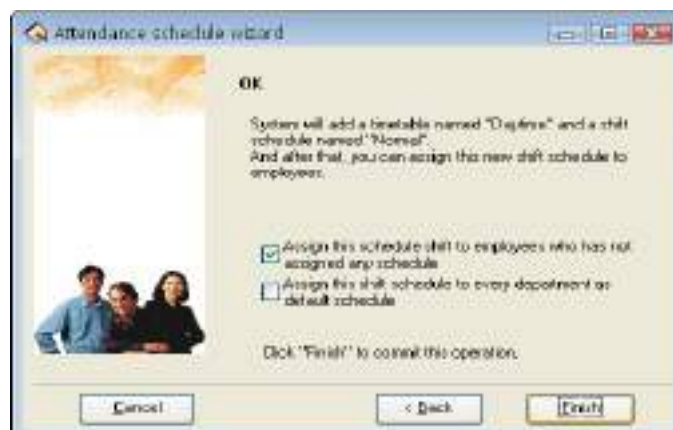 Attendance schedule wizard
OK
System will add a timetable named "Daytime" and a shift
schedule named "Normal".
And after that, you can assign this new shift schedule to
employees.
Assign this schedule shift to employees who has not
assigned any schedule
Assign this shift schedule to every department as
default schedule
Click "Finish" to commit this operation.
Cancel
< Back
Finish